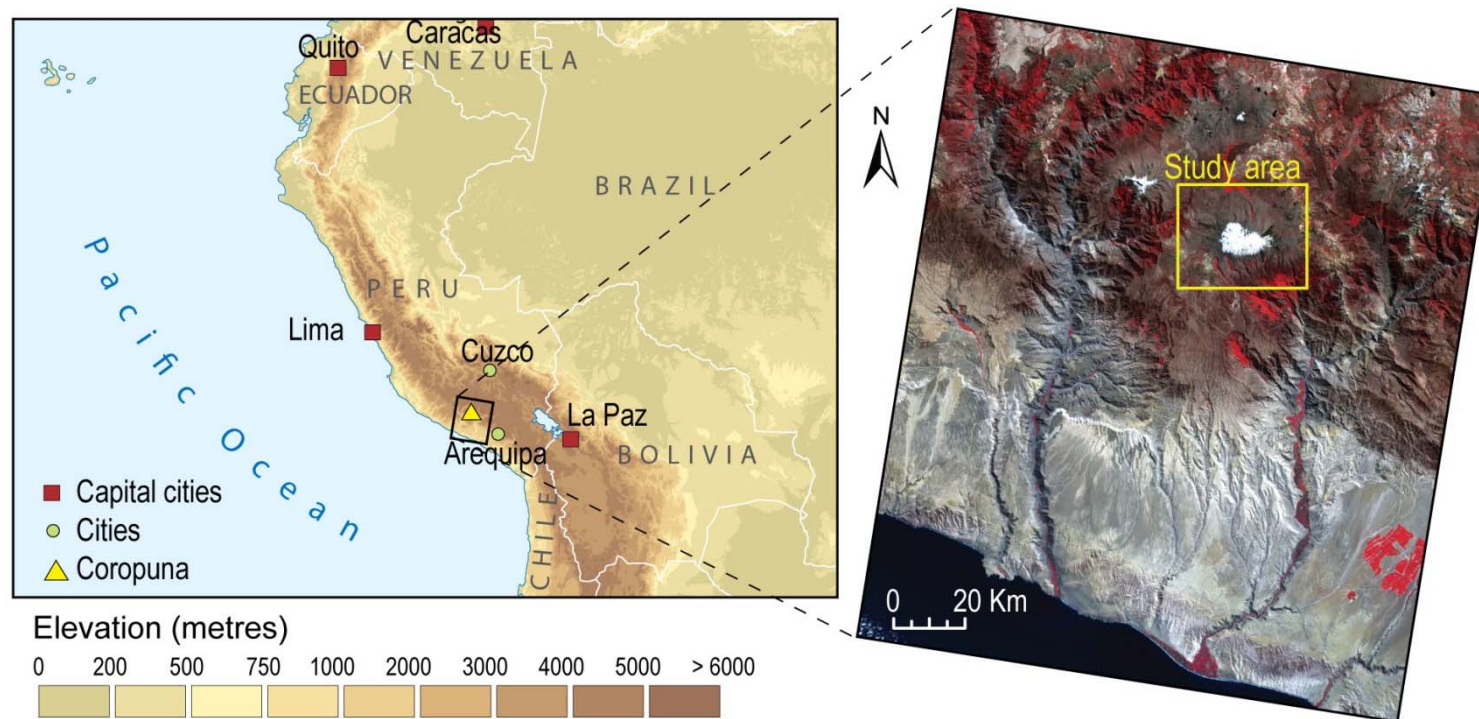 Caracas
Quito
VENEZUELA
ECUADOR
BRAZIL
Pacific Ocean
PERU
Lima
Cuzco
La Paz
Arequipa
BOLIVIA
CHILE
Capital cities
Cities
Coropuna
Elevation (metres)
0 200 500 750 1000 2000 3000 4000 5000 > 6000
N
Study area
0 20 Km